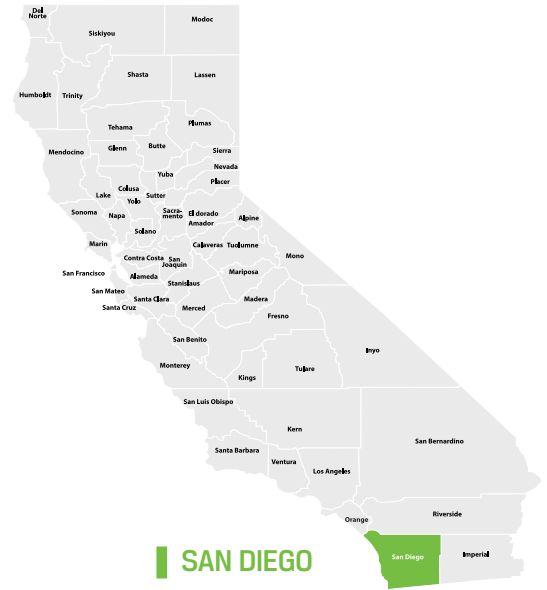 Del
Norte
Siskiyou
Modoc
Shasta
Lassen
Humboldt
Trinity
Tehama
Plumas
Mendocino
Glenn
Butte
Sierra
Nevada
Yuba
Placer
Colusa
Lake
Sutter
Yolo
Sonoma
Napa
Sacra-
mento
El dorado
Amador
Alpine
Solano
Marin
Calaveras
Tuolumne
Mono
Contra Costa
San
Joaquin
San Francisco
Alameda
Mariposa
Stanislaus
San Mateo
Santa Clara
Madera
Santa Cruz
Merced
Fresno
San Benito
Inyo
Monterey
Tulare
Kings
San Luis Obispo
Kern
San Bernardino
Santa Barbara
Ventura
Los Angeles
Riverside
Orange
San Diego
Imperial
SAN DIEGO